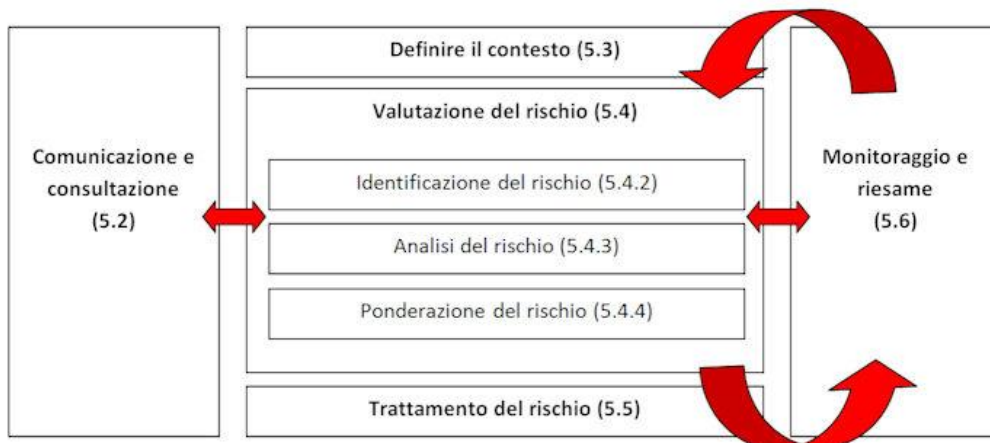 Definire il contesto (5.3)
Valutazione del rischio (5.4)
Comunicazione e
consultazione
(5.2)
Identificazione del rischio (5.4.2)
Analisi del rischio (5.4.3)
Ponderazione del rischio (5.4.4)
Trattamento del rischio (5.5)
Monitoraggio e
riesame
(5.6)